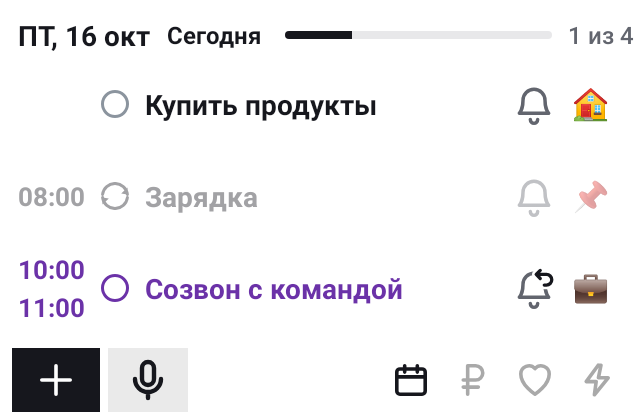 ПТ, 16 окт Сегодня 1 из 4
Купить продукты
08:00 Зарядка
10:00
11:00
Созвон с командой